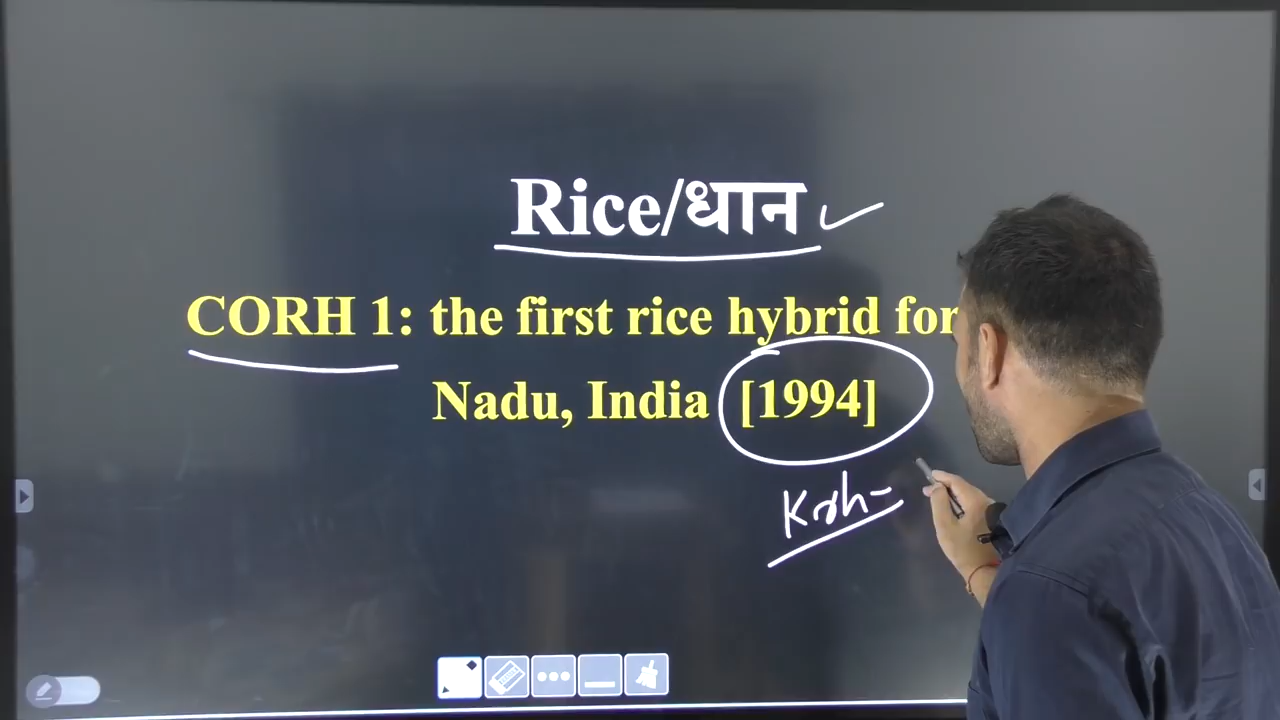 Rice/धान
CORH 1: the first rice hybrid for
Nadu, India [1994]
Krh-